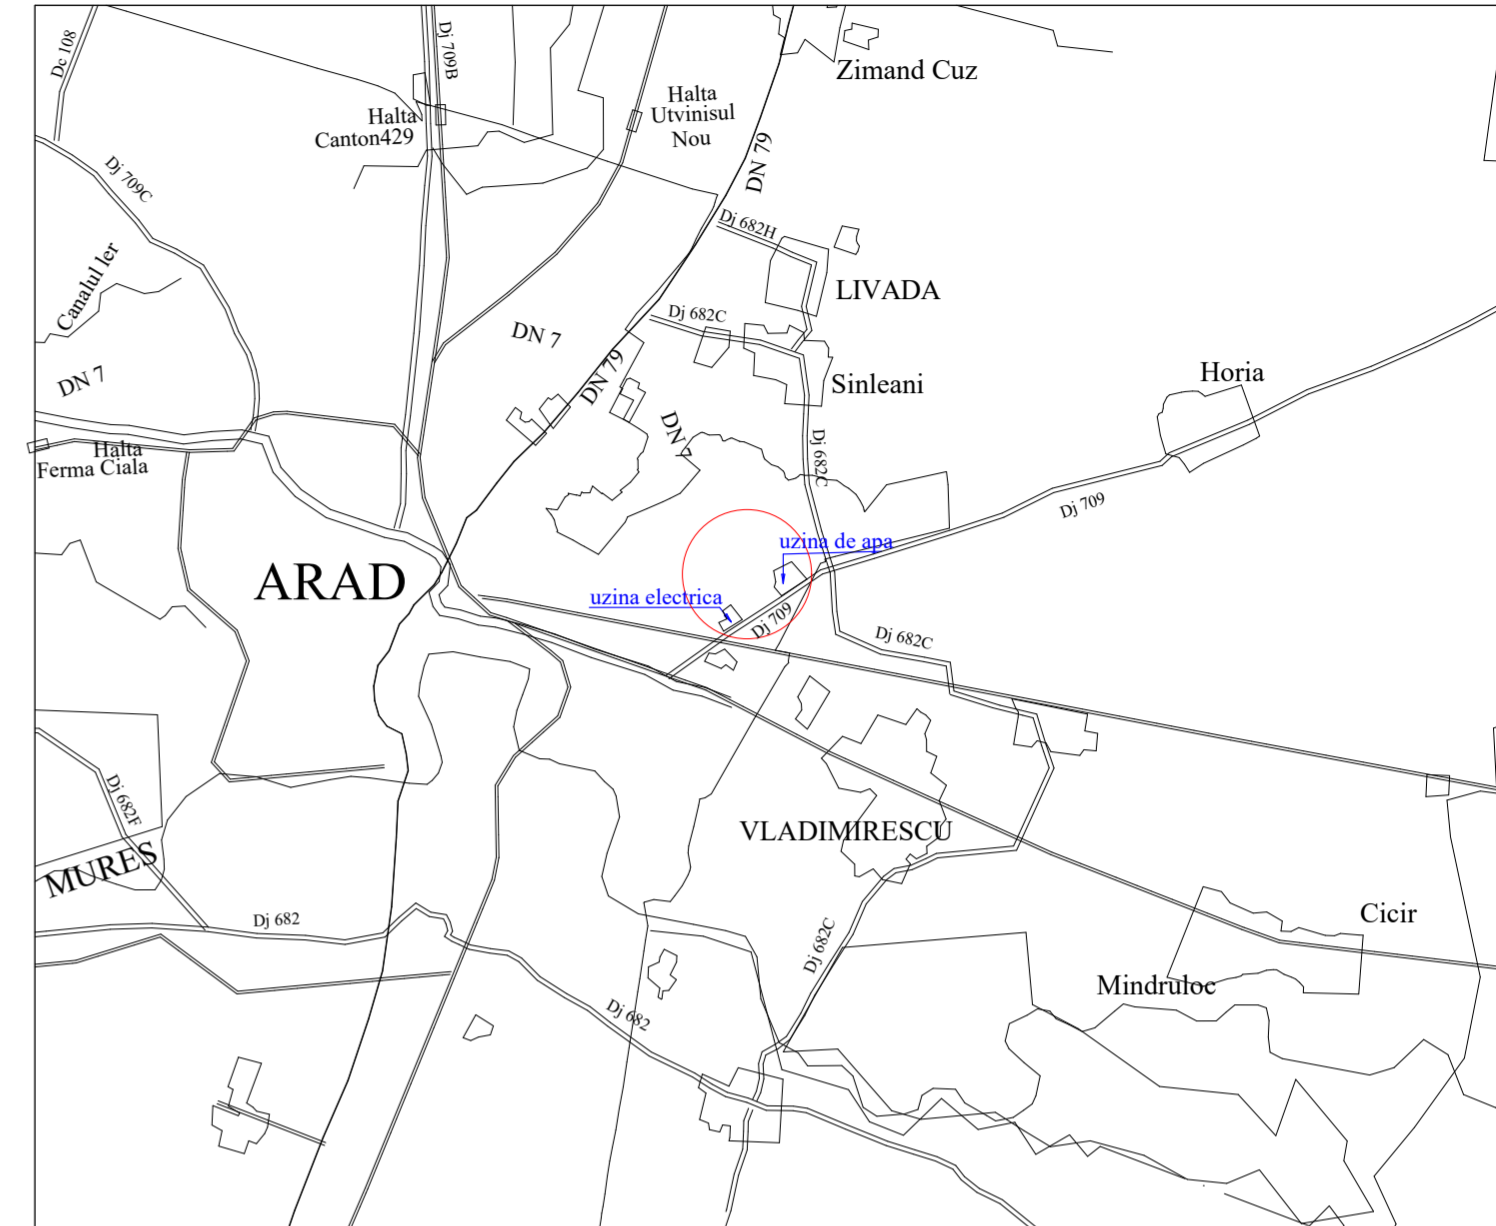 Dc 108
Dj 709B
Zimand Cuz
Halta
Utvinisul
Nou
Halta
Canton429
DN 79
Dj 709C
Dj 682H
Canalul Ier
LIVADA
Dj 682C
DN 7
DN 79
DN 7
Sinleani
Horia
DN 7
Dj 682C
Halta
Ferma Ciala
Dj 709
uzina de apa
ARAD
uzina electrica
Dj 709
Dj 682C
Dj 682F
VLADIMIRESCU
MURES
Dj 682
Cicir
Dj 682C
Mindruloc
Dj 682